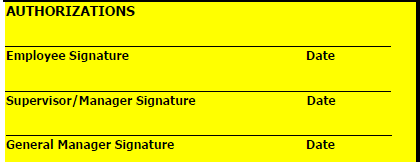 AUTHORIZATIONS
Employee Signature Date
Supervisor/Manager Signature Date
General Manager Signature Date